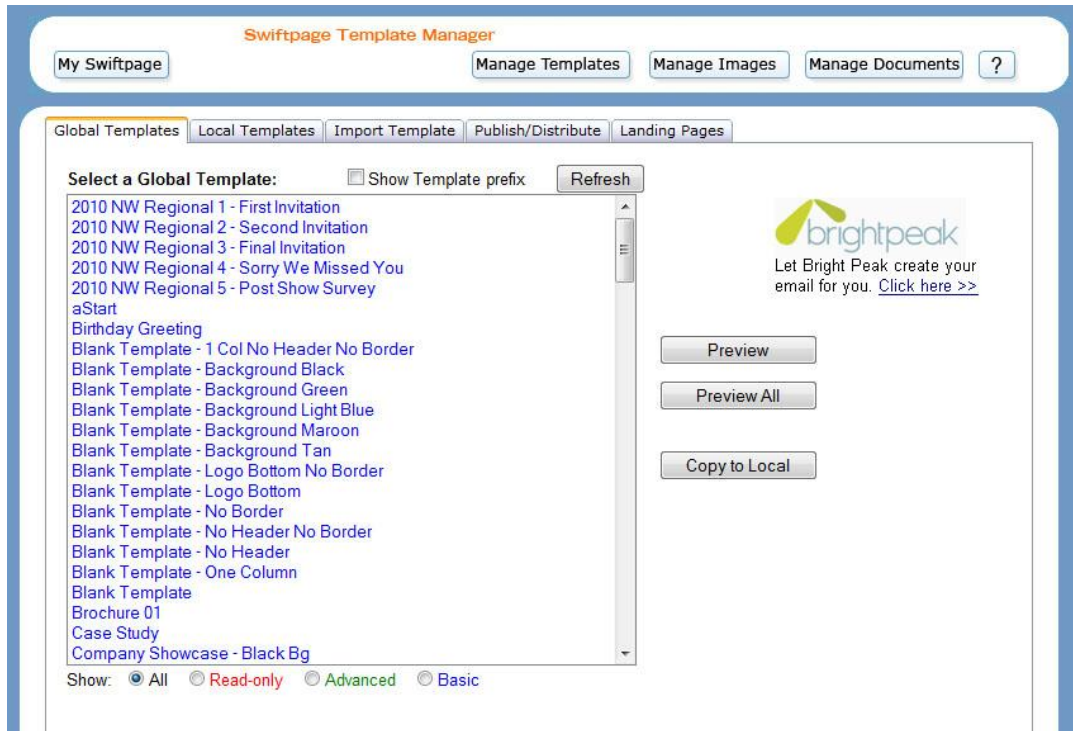 Swiftpage Template Manager
My Swiftpage Manage Templates Manage Images Manage Documents ?
Global Templates Local Templates Import Template Publish/Distribute Landing Pages
Select a Global Template: Show Template prefix Refresh
2010 NW Regional 1 - First Invitation
2010 NW Regional 2 - Second Invitation
2010 NW Regional 3 - Final Invitation
2010 NW Regional 4 - Sorry We Missed You
2010 NW Regional 5 - Post Show Survey
aStart
Birthday Greeting
Blank Template - 1 Col No Header No Border
Blank Template - Background Black
Blank Template - Background Green
Blank Template - Background Light Blue
Blank Template - Background Maroon
Blank Template - Background Tan
Blank Template - Logo Bottom No Border
Blank Template - Logo Bottom
Blank Template - No Border
Blank Template - No Header No Border
Blank Template - No Header
Blank Template - One Column
Blank Template
Brochure 01
Case Study
Company Showcase - Black Bg
Show: All Read-only Advanced Basic
brightpeak
Let Bright Peak create your
email for you. Click here >>
Preview
Preview All
Copy to Local